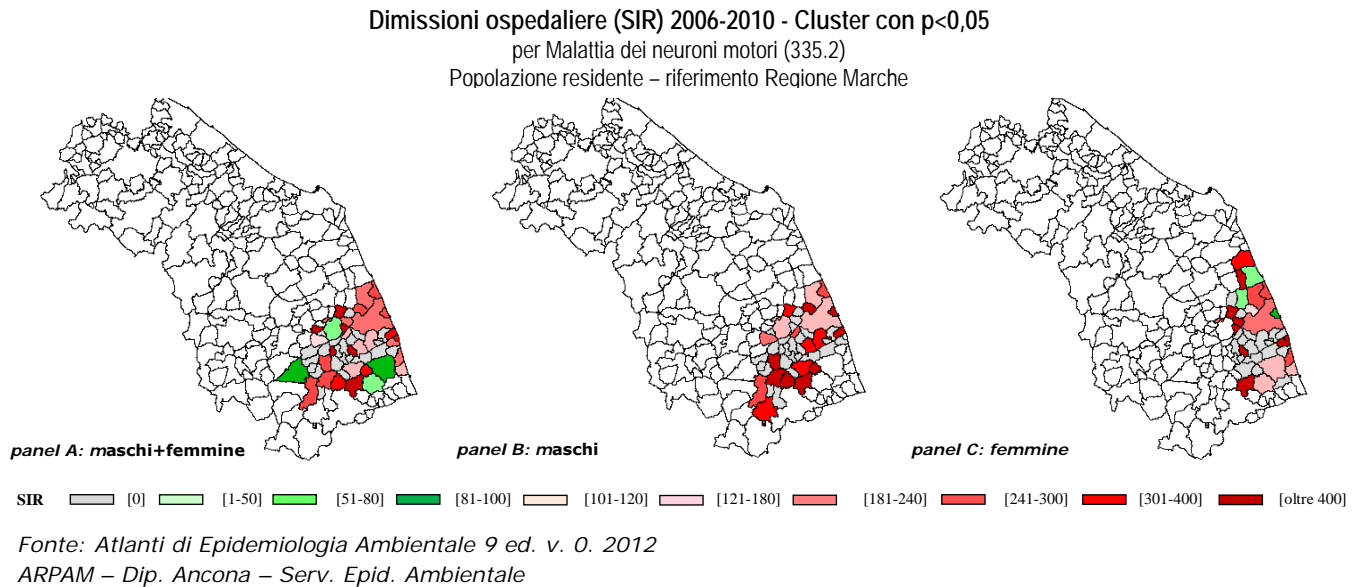 Dimissioni ospedaliere (SIR) 2006-2010 - Cluster con p<0,05
per Malattia dei neuroni motori (335.2)
Popolazione residente – riferimento Regione Marche
panel A: maschi+femmine
panel B: maschi
panel C: femmine
SIR [0] [1-50] [51-80] [81-100] [101-120] [121-180] [181-240] [241-300] [301-400] [oltre 400]
Fonte: Atlanti di Epidemiologia Ambientale 9 ed. v. 0. 2012
ARPAM – Dip. Ancona – Serv. Epid. Ambientale